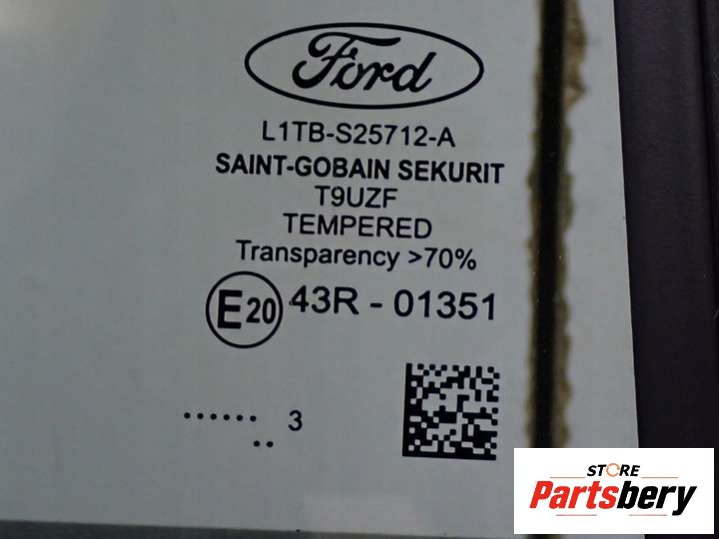 Ford
L1TB-S25712-A
SAINT-GOBAIN SEKURIT
T9UZF
TEMPERED
Transparency >70%
E20 43R - 01351
....... 3
..
STORE
Partsbery